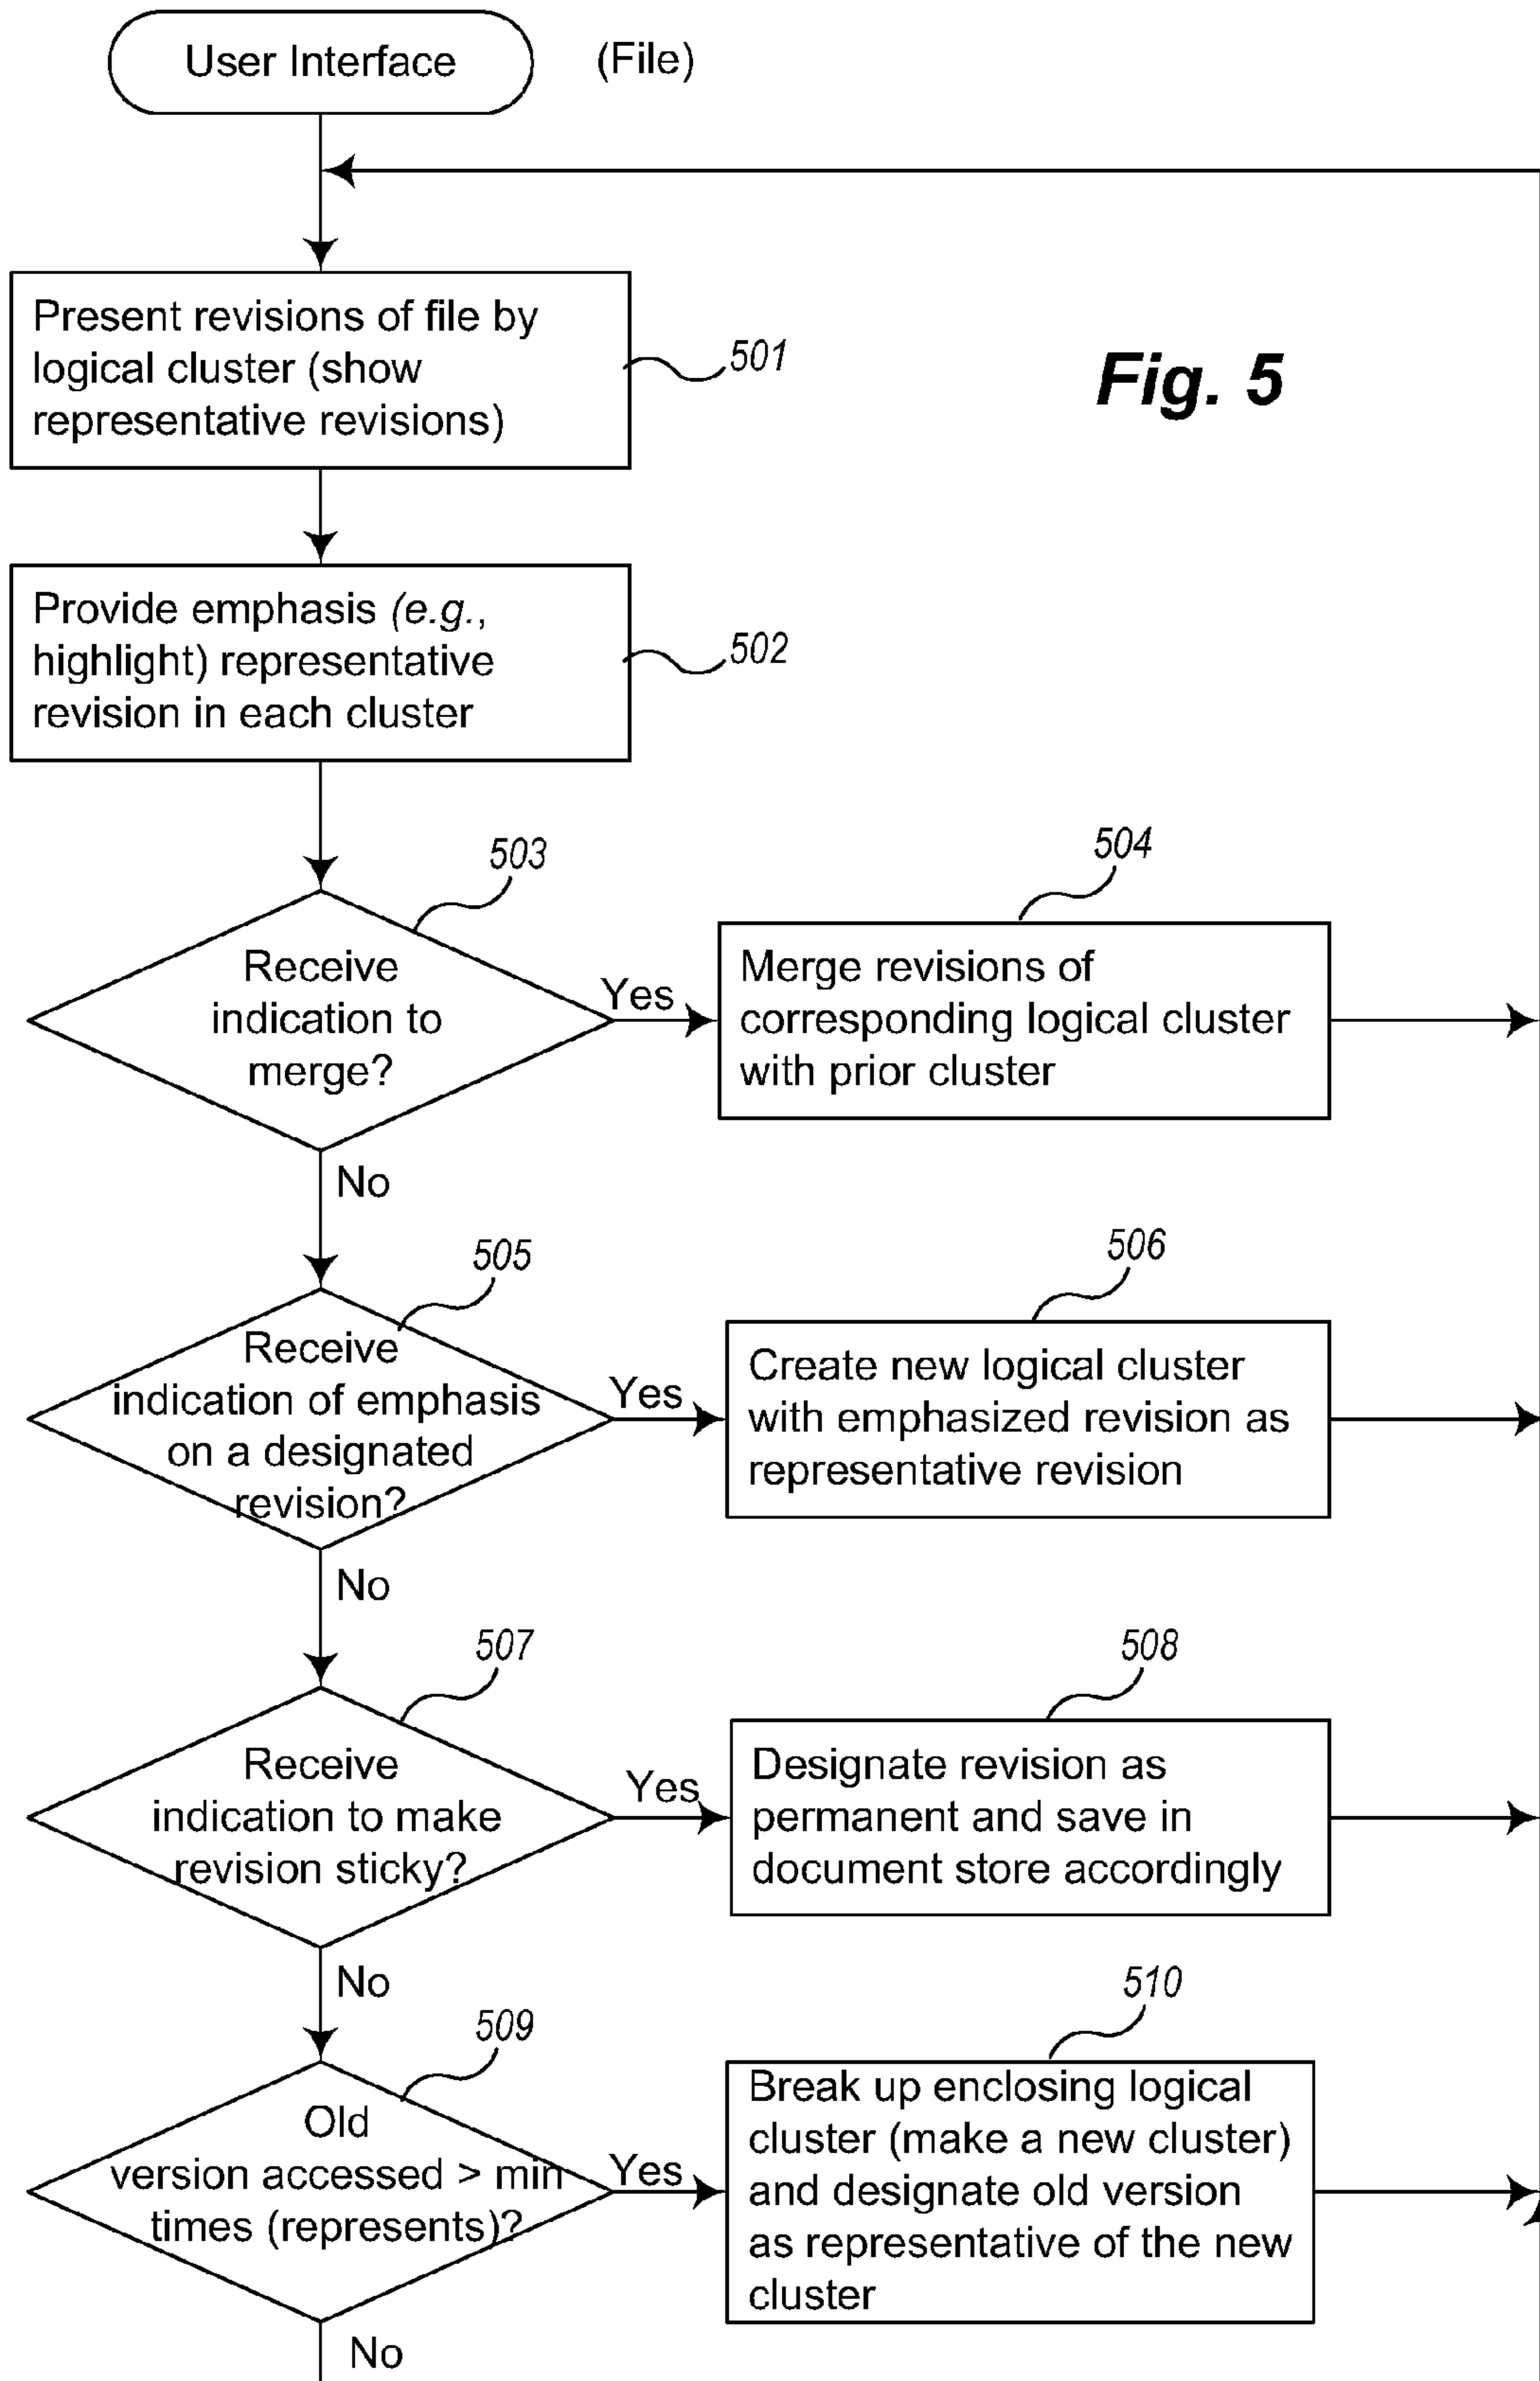 User Interface
(File)
Present revisions of file by
logical cluster (show
representative revisions)
501
Fig. 5
Provide emphasis (e.g.,
highlight) representative
revision in each cluster
502
503
Receive
indication to
merge?
Yes
504
Merge revisions of
corresponding logical cluster
with prior cluster
No
505
Receive
indication of emphasis
on a designated
revision?
Yes
506
Create new logical cluster
with emphasized revision as
representative revision
No
507
Receive
indication to make
revision sticky?
Yes
508
Designate revision as
permanent and save in
document store accordingly
No
509
Old
version accessed > min
times (represents)?
Yes
510
Break up enclosing logical
cluster (make a new cluster)
and designate old version
as representative of the new
cluster
No